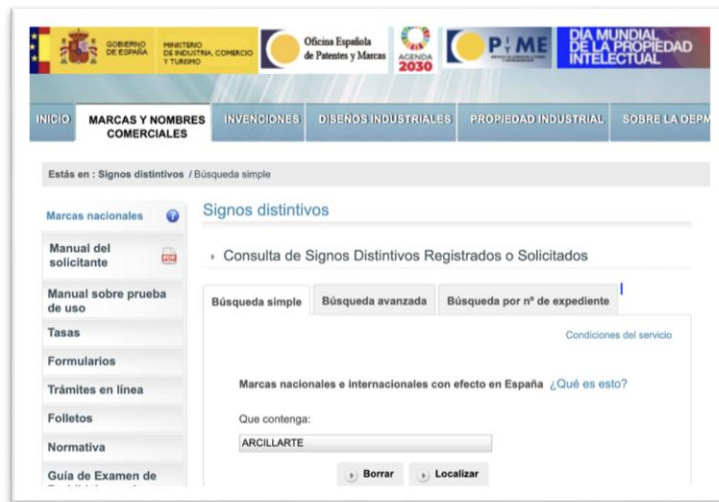 GOBIERNO
DE ESPAÑA
MINISTERIO
DE INDUSTRIA, COMERCIO
Y TURISMO
Oficina Española
de Patentes y Marcas
AGENDA
2030
PYME
DÍA MUNDIAL
DE LA PROPIEDAD
INTELECTUAL
INICIO
MARCAS Y NOMBRES
COMERCIALES
INVENCIONES
DISEÑOS INDUSTRIALES
PROPIEDAD INDUSTRIAL
SOBRE LA OEPM
Estás en : Signos distintivos / Búsqueda simple
Marcas nacionales ?
Manual del
solicitante
PDF
Manual sobre prueba
de uso
Tasas
Formularios
Trámites en línea
Folletos
Normativa
Guía de Examen de
Signos distintivos
Consulta de Signos Distintivos Registrados o Solicitados
Búsqueda simple
Búsqueda avanzada
Búsqueda por nº de expediente
Condiciones del servicio
Marcas nacionales e internacionales con efecto en España ¿Qué es esto?
Que contenga:
ARCILLARTE
Borrar
Localizar